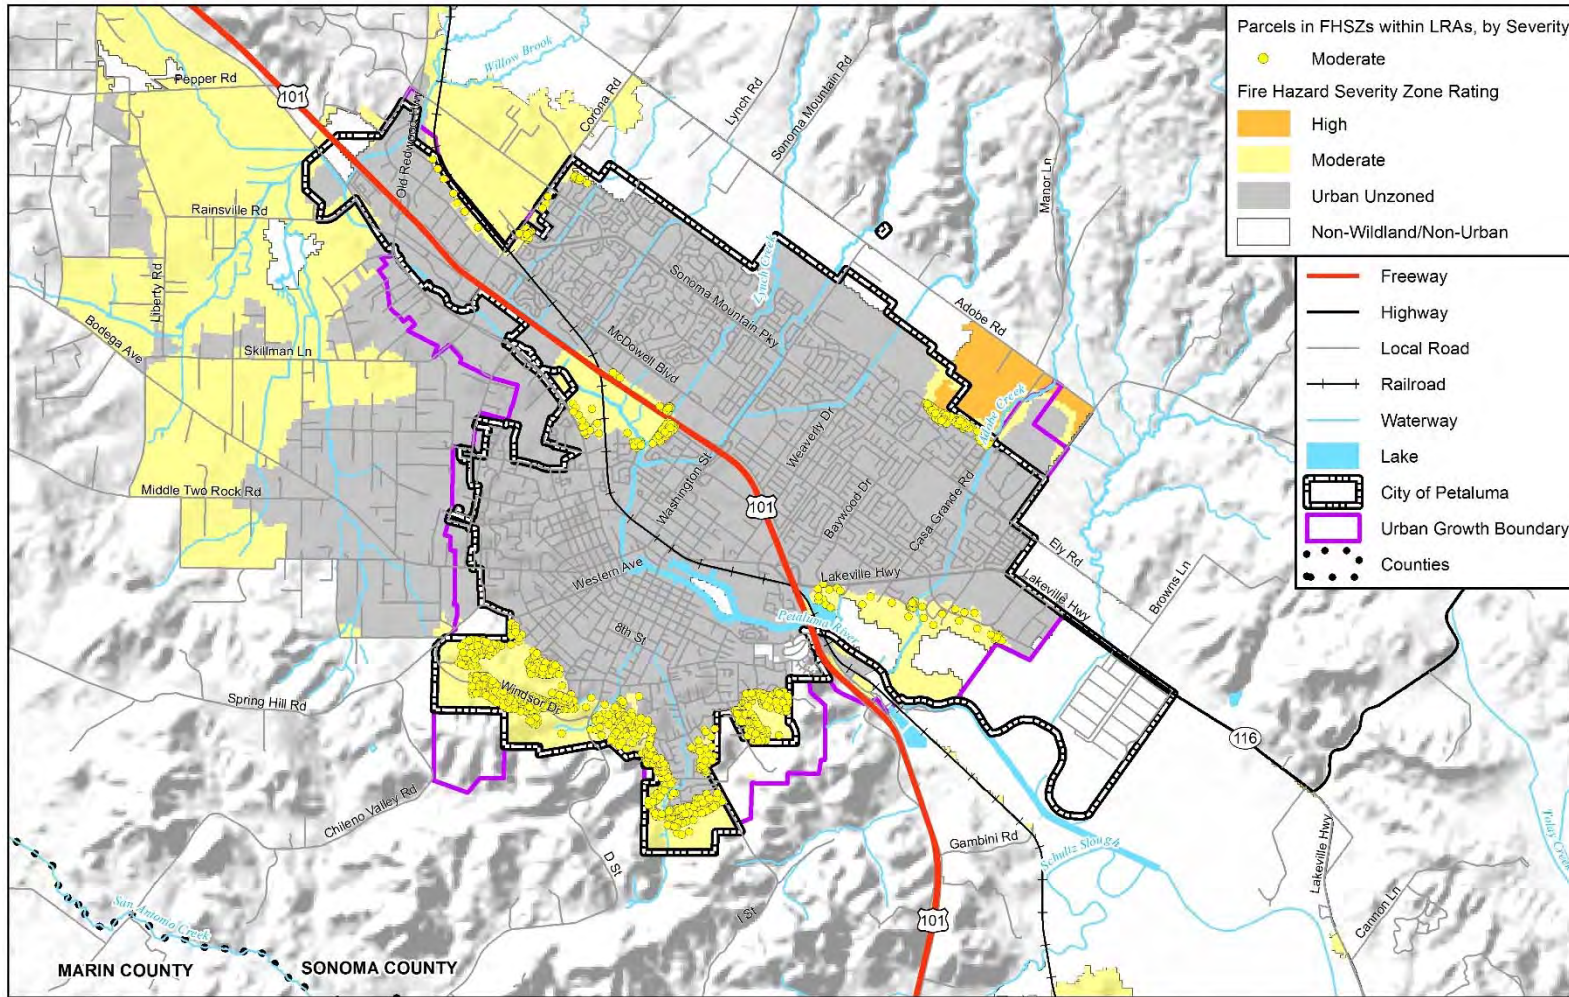 Parcels in FHSZs within LRAs, by Severity
Moderate
Fire Hazard Severity Zone Rating
High
Moderate
Urban Unzoned
Non-Wildland/Non-Urban
Freeway
Highway
Local Road
Railroad
Waterway
Lake
City of Petaluma
Urban Growth Boundary
Counties
Willow Brook
Pepper Rd
101
Corona Rd
Lynch Rd
Sonoma Mountain Rd
Manor Ln
Old Redwood Hwy
Rainsville Rd
Liberty Rd
Lynch Creek
Sonoma Mountain Pky
Adobe Rd
Bodega Ave
Skillman Ln
McDowell Blvd
Adobe Creek
Weaverly Dr
Washington St
Middle Two Rock Rd
101
Baywood Dr
Casa Grande Rd
Ely Rd
Browns Ln
Western Ave
Lakeville Hwy
Lakeville Hwy
Petaluma River
8th St
Windsor Dr
Spring Hill Rd
116
Chileno Valley Rd
D St
I St
Gambini Rd
Schultz Slough
Lakeville Hwy
Tolay Creek
Cannon Ln
101
San Antonio Creek
MARIN COUNTY
SONOMA COUNTY